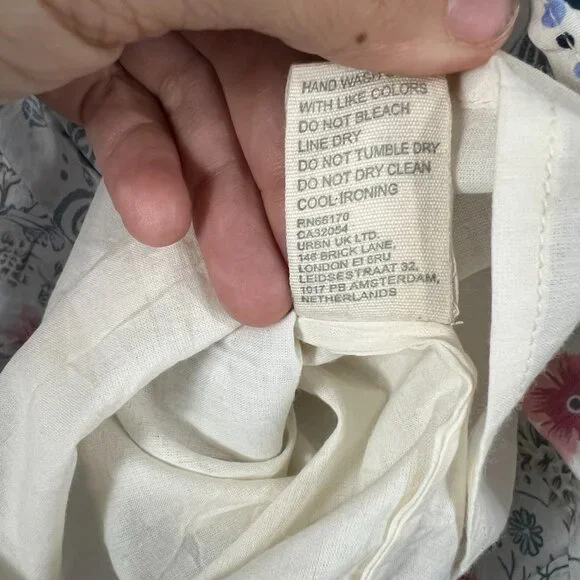 HAND WASH
WITH LIKE COLORS
DO NOT BLEACH
LINE DRY
DO NOT TUMBLE DRY
DO NOT DRY CLEAN
COOL-IRONING
RN66170
CA32054
URBN UK LTD.
146 BRICK LANE,
LONDON EI 6RU
LEIDSESTRAAT 32,
1017 PB AMSTERDAM,
NETHERLANDS